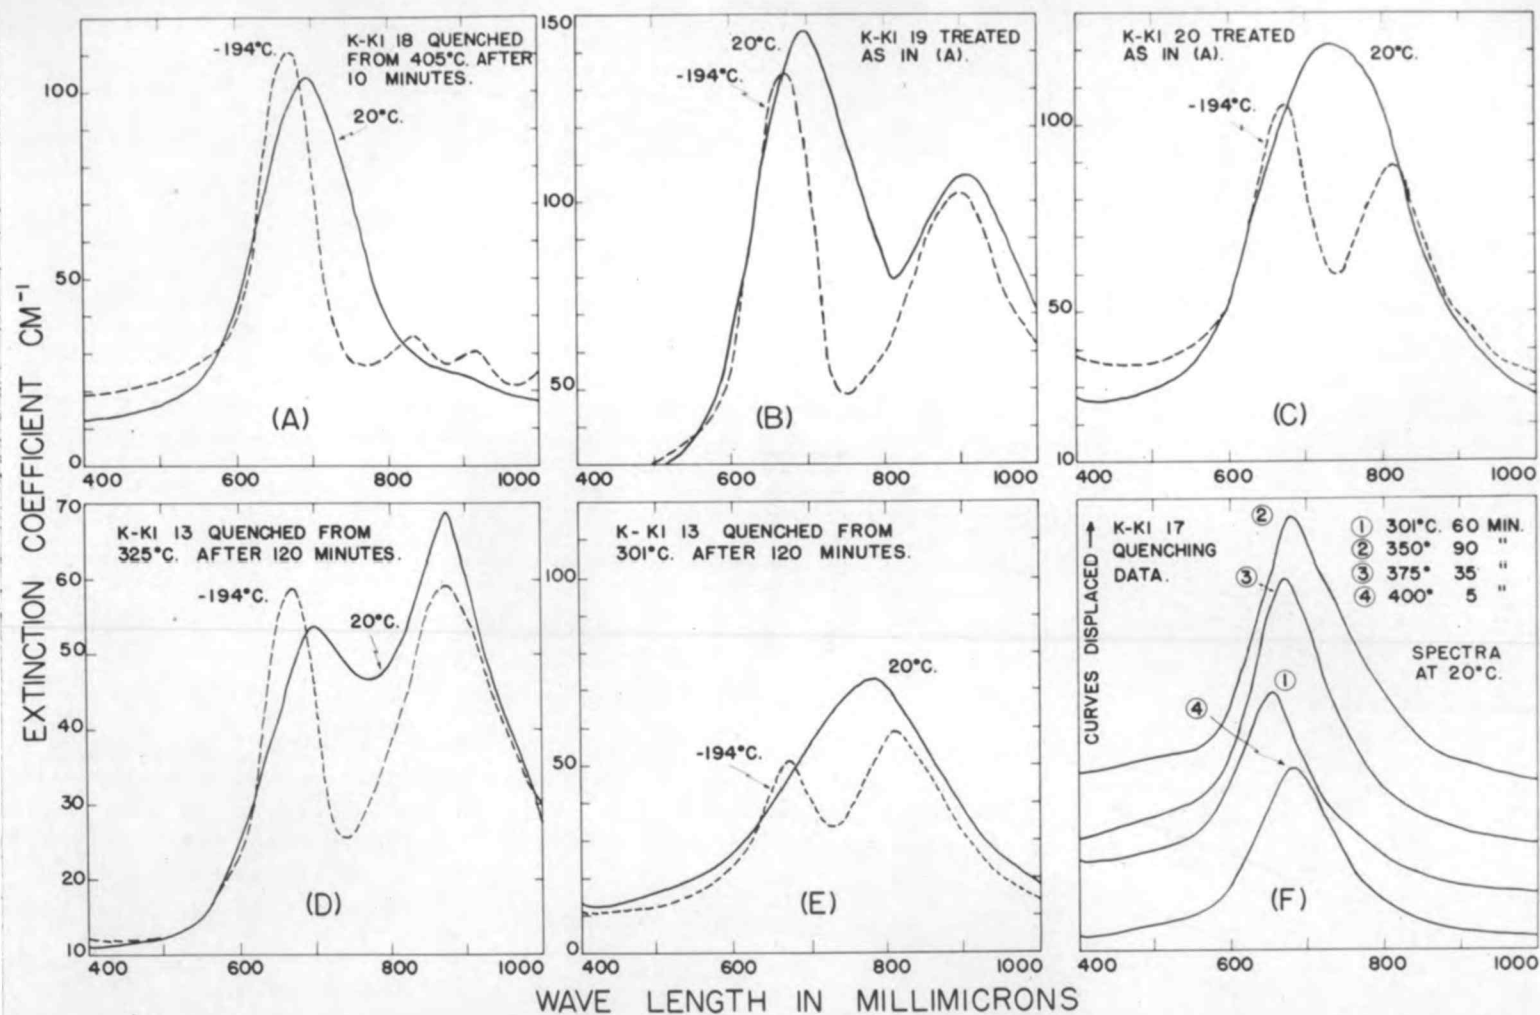 EXTINCTION COEFFICIENT CM⁻¹
-194°C.
K-KI 18 QUENCHED
FROM 405°C. AFTER
10 MINUTES.
20°C.
100
50
0
400
600
800
1000
(A)
150
20°C.
K-KI 19 TREATED
AS IN (A).
-194°C.
100
50
400
600
800
1000
(B)
K-KI 20 TREATED
AS IN (A).
20°C.
-194°C.
100
50
10
400
600
800
1000
(C)
70
K-KI 13 QUENCHED FROM
325°C. AFTER 120 MINUTES.
60
-194°C.
20°C.
50
40
30
20
10
400
600
800
1000
(D)
K-KI 13 QUENCHED FROM
301°C. AFTER 120 MINUTES.
100
20°C.
-194°C.
50
0
400
600
800
1000
(E)
CURVES DISPLACED →
K-KI 17
QUENCHING
DATA.
② 
① 301°C. 60 MIN.
② 350° 90 "
③ 375° 35 "
④ 400° 5 "
③
SPECTRA
AT 20°C.
①
④
(F)
400
600
800
1000
WAVE LENGTH IN MILLIMICRONS